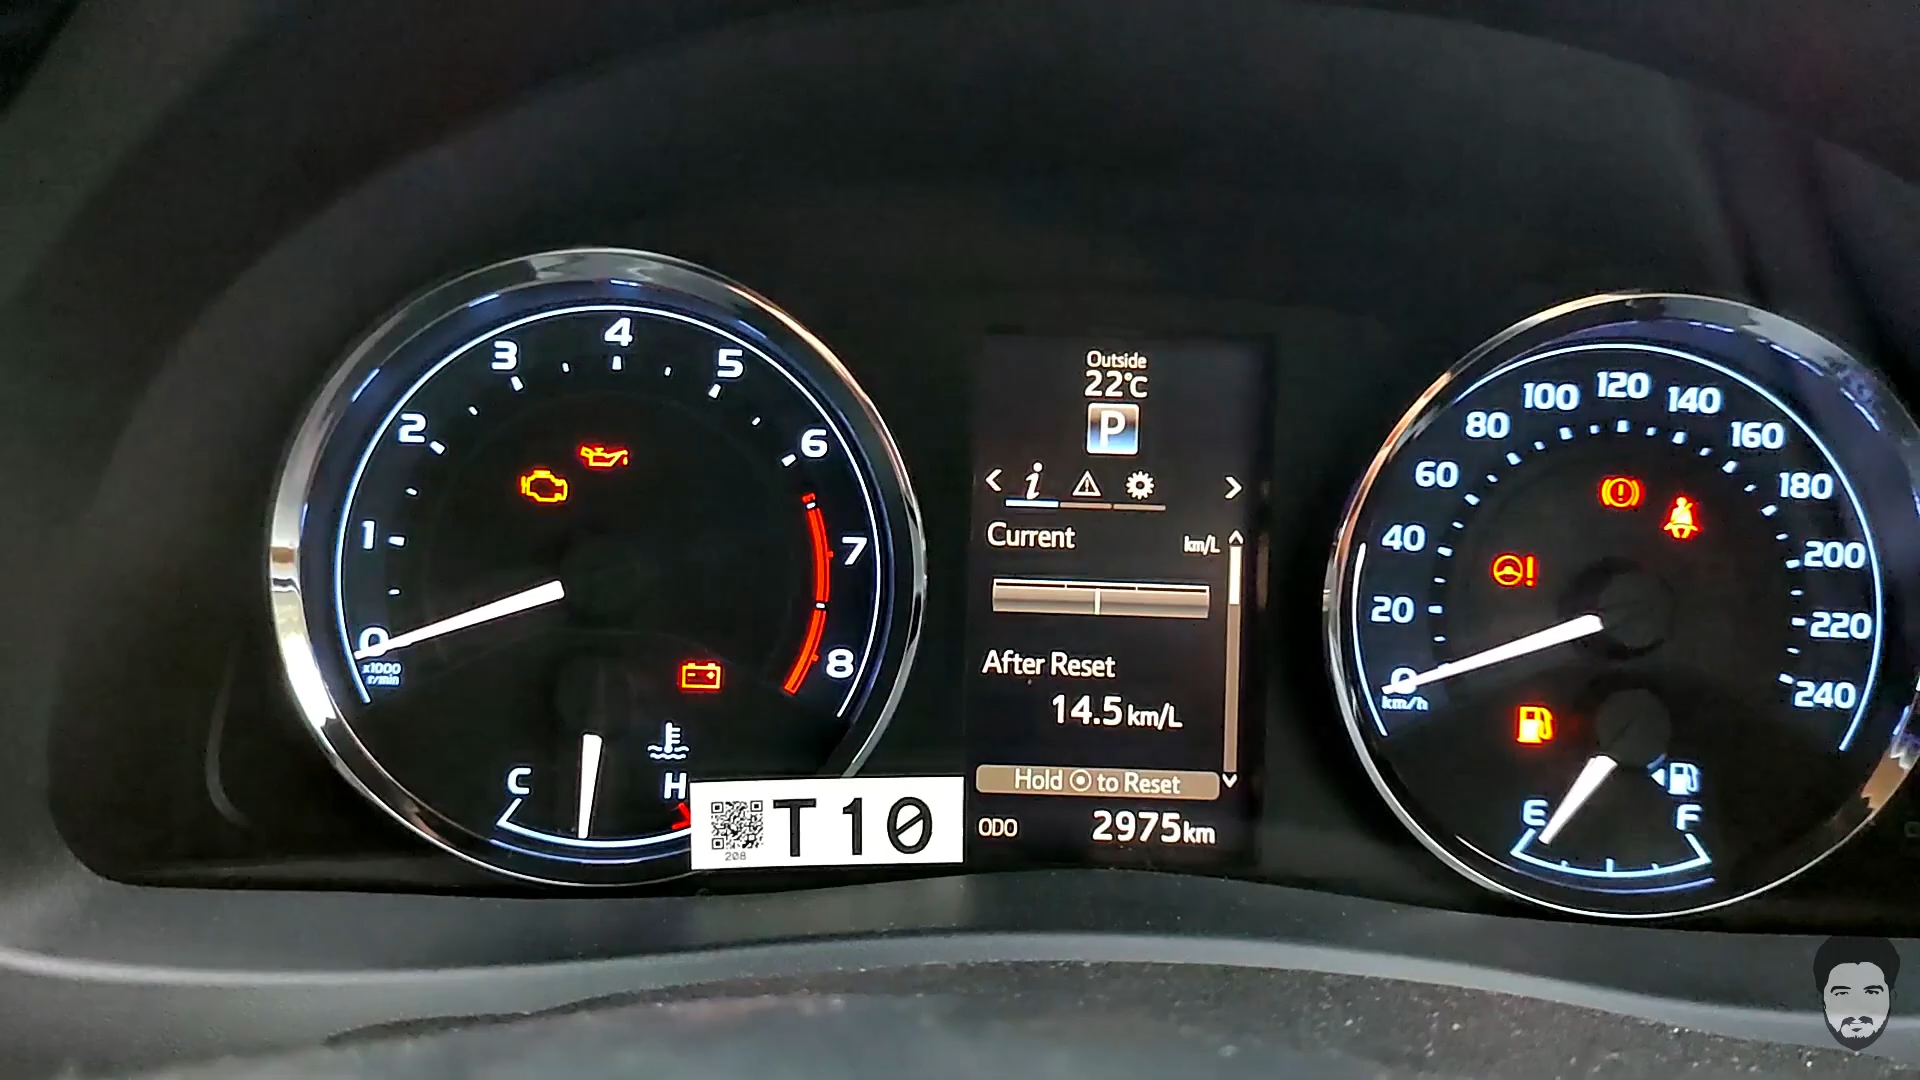 0 1 2 3 4 5 6 7 8
x1000
r/min
C H
208
T10
Outside
22°C
P
< i >
Current km/L
After Reset
14.5 km/L
Hold to Reset
ODO 2975 km
0 20 40 60 80 100 120 140 160 180 200 220 240
km/h
E F